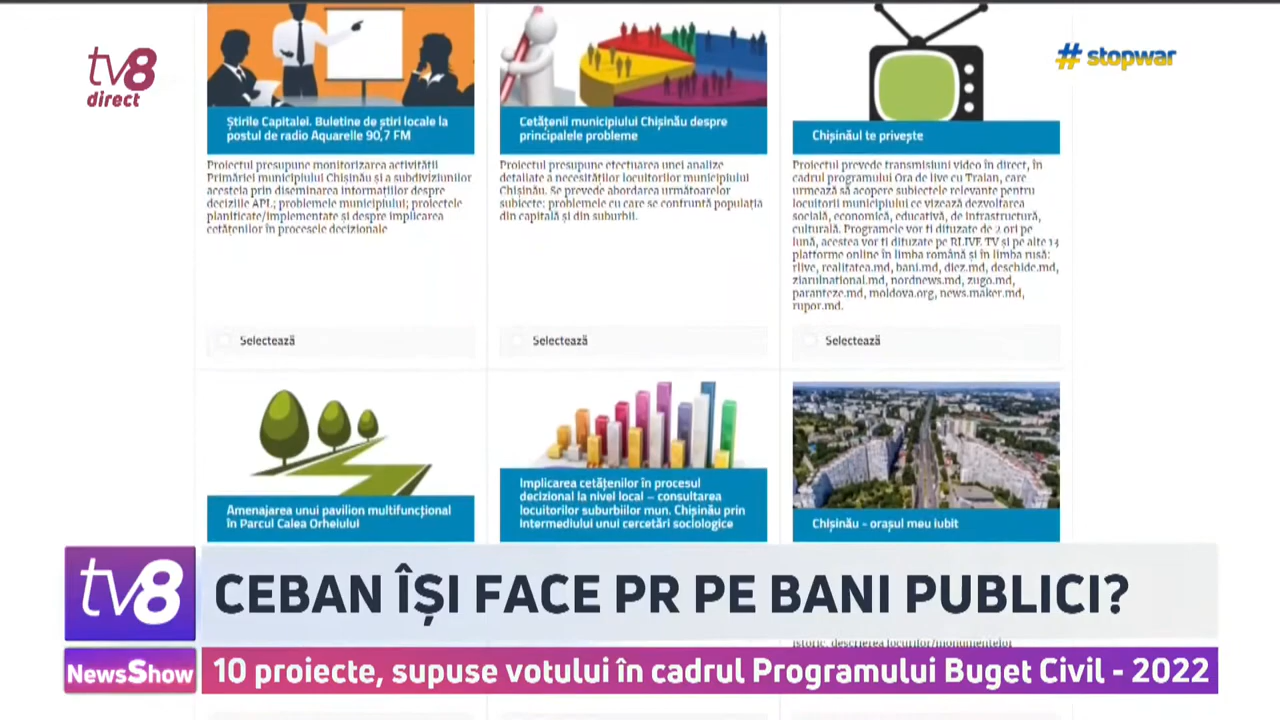 tv8
direct
#stopwar
Știrile Capitalei. Buletine de știri locale la
postul de radio Aquarelle 90,7 FM
Proiectul presupune monitorizarea activității
Primăriei municipiului Chișinău și a subdiviziunilor
acesteia prin diseminarea informațiilor despre
deciziile APL; problemele municipiului; proiectele
planificate/implementate și despre implicarea
cetățenilor în procesele decizionale
Selectează
Cetățenii municipiului Chișinău despre
principalele probleme
Proiectul presupune efectuarea unei analize
detaliate a necesităților locuitorilor municipiului
Chișinău. Se prevede abordarea următoarelor
subiecte: problemele cu care se confruntă populația
din capitală și din suburbii.
Selectează
Chișinăul te privește
Proiectul prevede transmisiuni video în direct, în
cadrul programului Ora de live cu Traian, care
urmează să acopere subiectele relevante pentru
locuitorii municipiului ce vizează dezvoltarea
socială, economică, educativă, de infrastructură,
culturală. Programele vor fi difuzate de 2 ori pe
lună, acestea vor fi difuzate pe RLIVE TV și pe alte 13
platforme online în limba română și în limba rusă:
rlive, realitatea.md, bani.md, diez.md, deschide.md,
ziarulnational.md, nordnews.md, zugo.md,
paranteze.md, moldova.org, news.maker.md,
rupor.md.
Selectează
Amenajarea unui pavilion multifuncțional
în Parcul Calea Orheiului
Implicarea cetățenilor în procesul
decizional la nivel local – consultarea
locuitorilor suburbiilor mun. Chișinău prin
intermediului unui cercetări sociologice
Chișinău - orașul meu iubit
istoric, descrierea locurilor/monumentelor
tv8
CEBAN ÎȘI FACE PR PE BANI PUBLICI?
NewsShow
10 proiecte, supuse votului în cadrul Programului Buget Civil - 2022